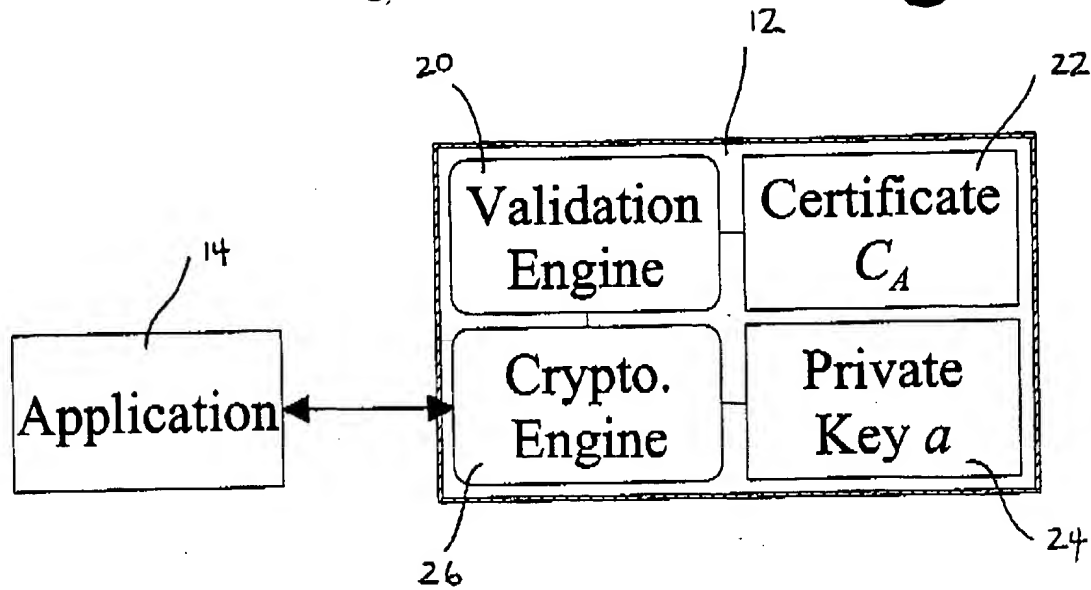 12
20
22
Validation
Engine
Certificate
C_A
14
Application
Crypto.
Engine
Private
Key a
26
24